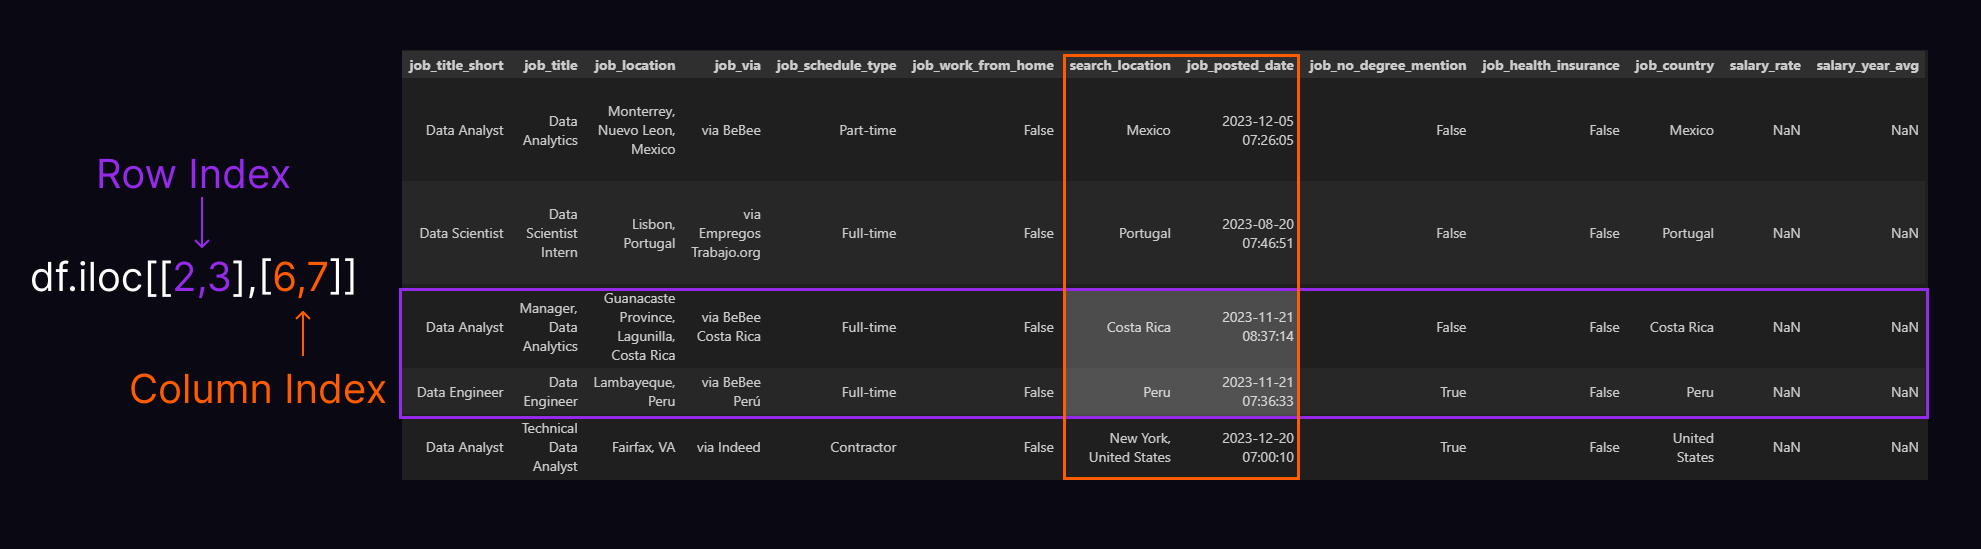 Row Index
df.iloc[[2,3],[6,7]]
Column Index
job_title_short job_title job_location job_via job_schedule_type job_work_from_home search_location job_posted_date job_no_degree_mention job_health_insurance job_country salary_rate salary_year_avg
Data Analyst Data Analytics Monterrey, Nuevo Leon, Mexico via BeBee Part-time False Mexico 2023-12-05 07:26:05 False False Mexico NaN NaN
Data Scientist Data Scientist Intern Lisbon, Portugal via Empregos Trabajo.org Full-time False Portugal 2023-08-20 07:46:51 False False Portugal NaN NaN
Data Analyst Manager, Data Analytics Guanacaste Province, Lagunilla, Costa Rica via BeBee Costa Rica Full-time False Costa Rica 2023-11-21 08:37:14 False False Costa Rica NaN NaN
Data Engineer Data Engineer Lambayeque, Peru via BeBee Perú Full-time False Peru 2023-11-21 07:36:33 True False Peru NaN NaN
Data Analyst Technical Data Analyst Fairfax, VA via Indeed Contractor False New York, United States 2023-12-20 07:00:10 True False United States NaN NaN